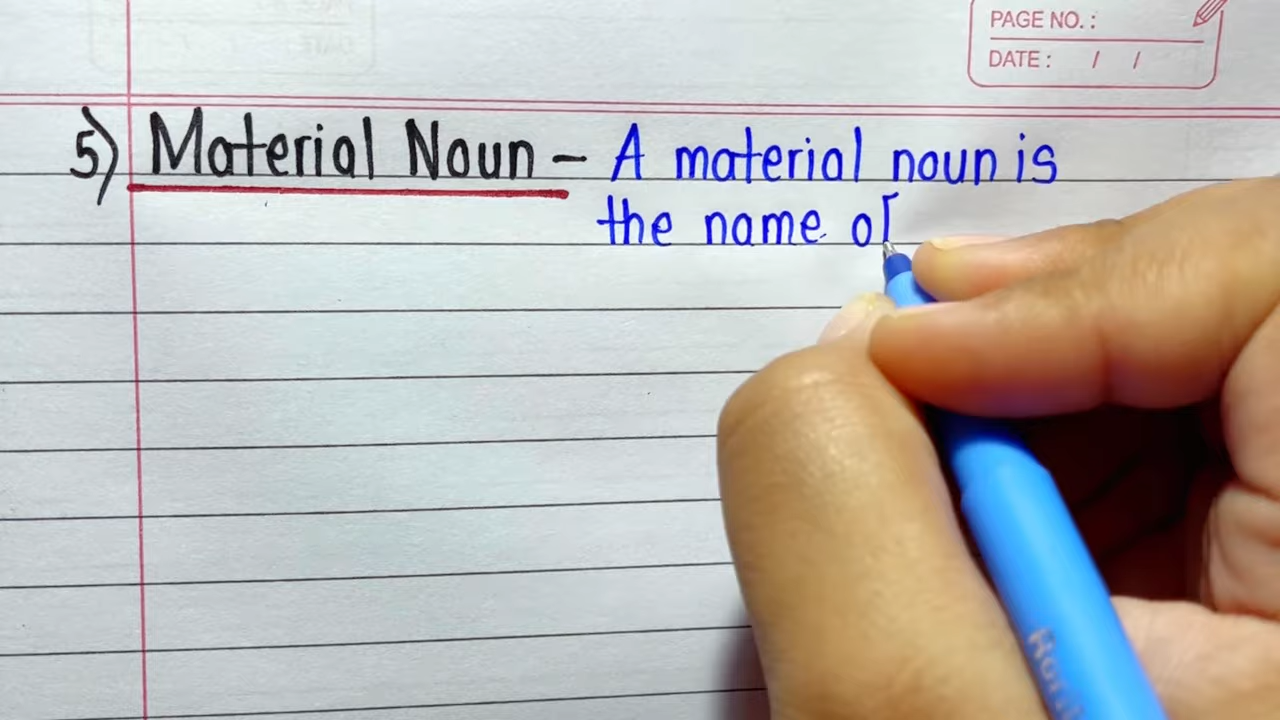 PAGE NO. :
DATE : / /
5) Material Noun – A material noun is
the name of